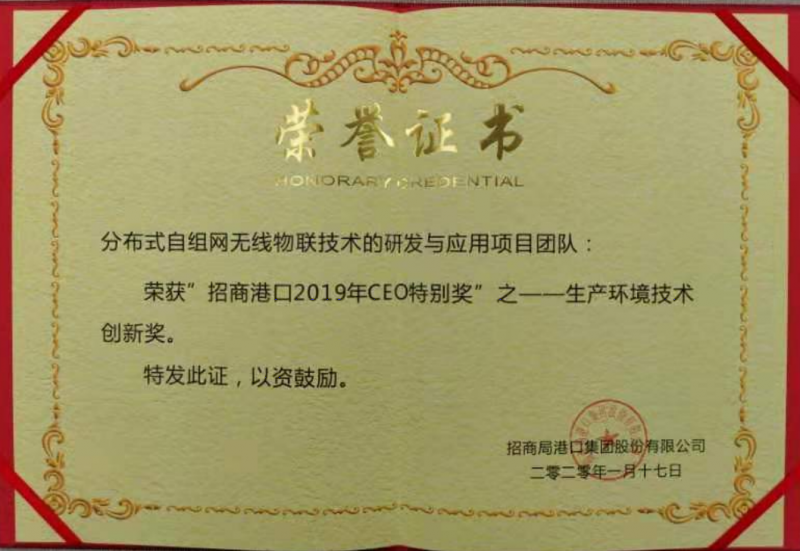 荣誉证书
HONORARY CREDENTIAL
分布式自组网无线物联技术的研发与应用项目团队：
荣获“招商港口2019年CEO特别奖”之——生产环境技术
创新奖。
特发此证，以资鼓励。
招商局港口集团股份有限公司
二零二零年一月十七日